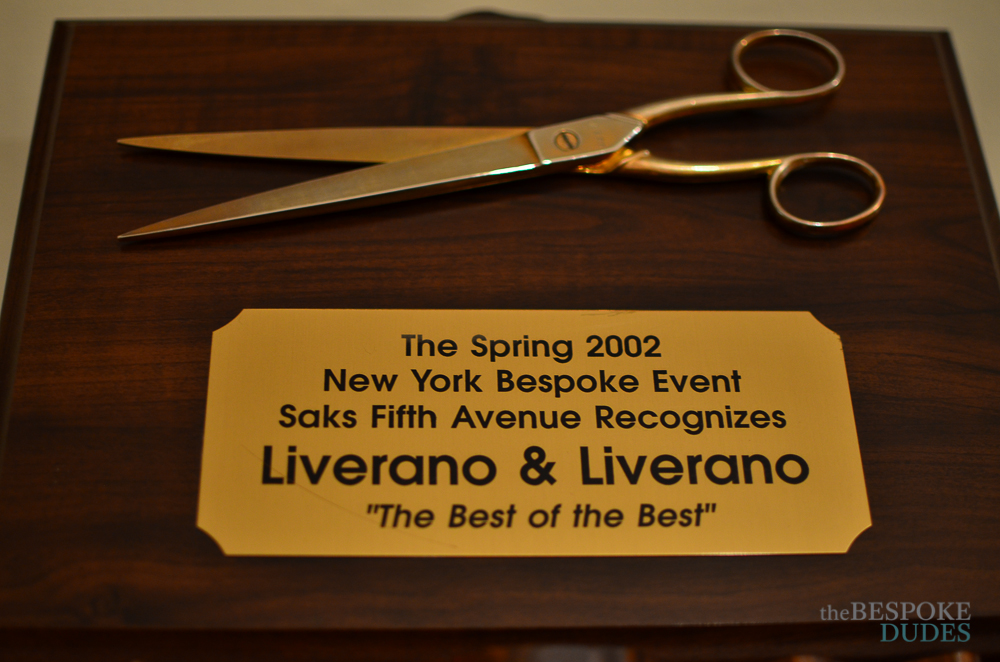 The Spring 2002
New York Bespoke Event
Saks Fifth Avenue Recognizes
Liverano & Liverano
"The Best of the Best"
theBESPOKE
DUDES